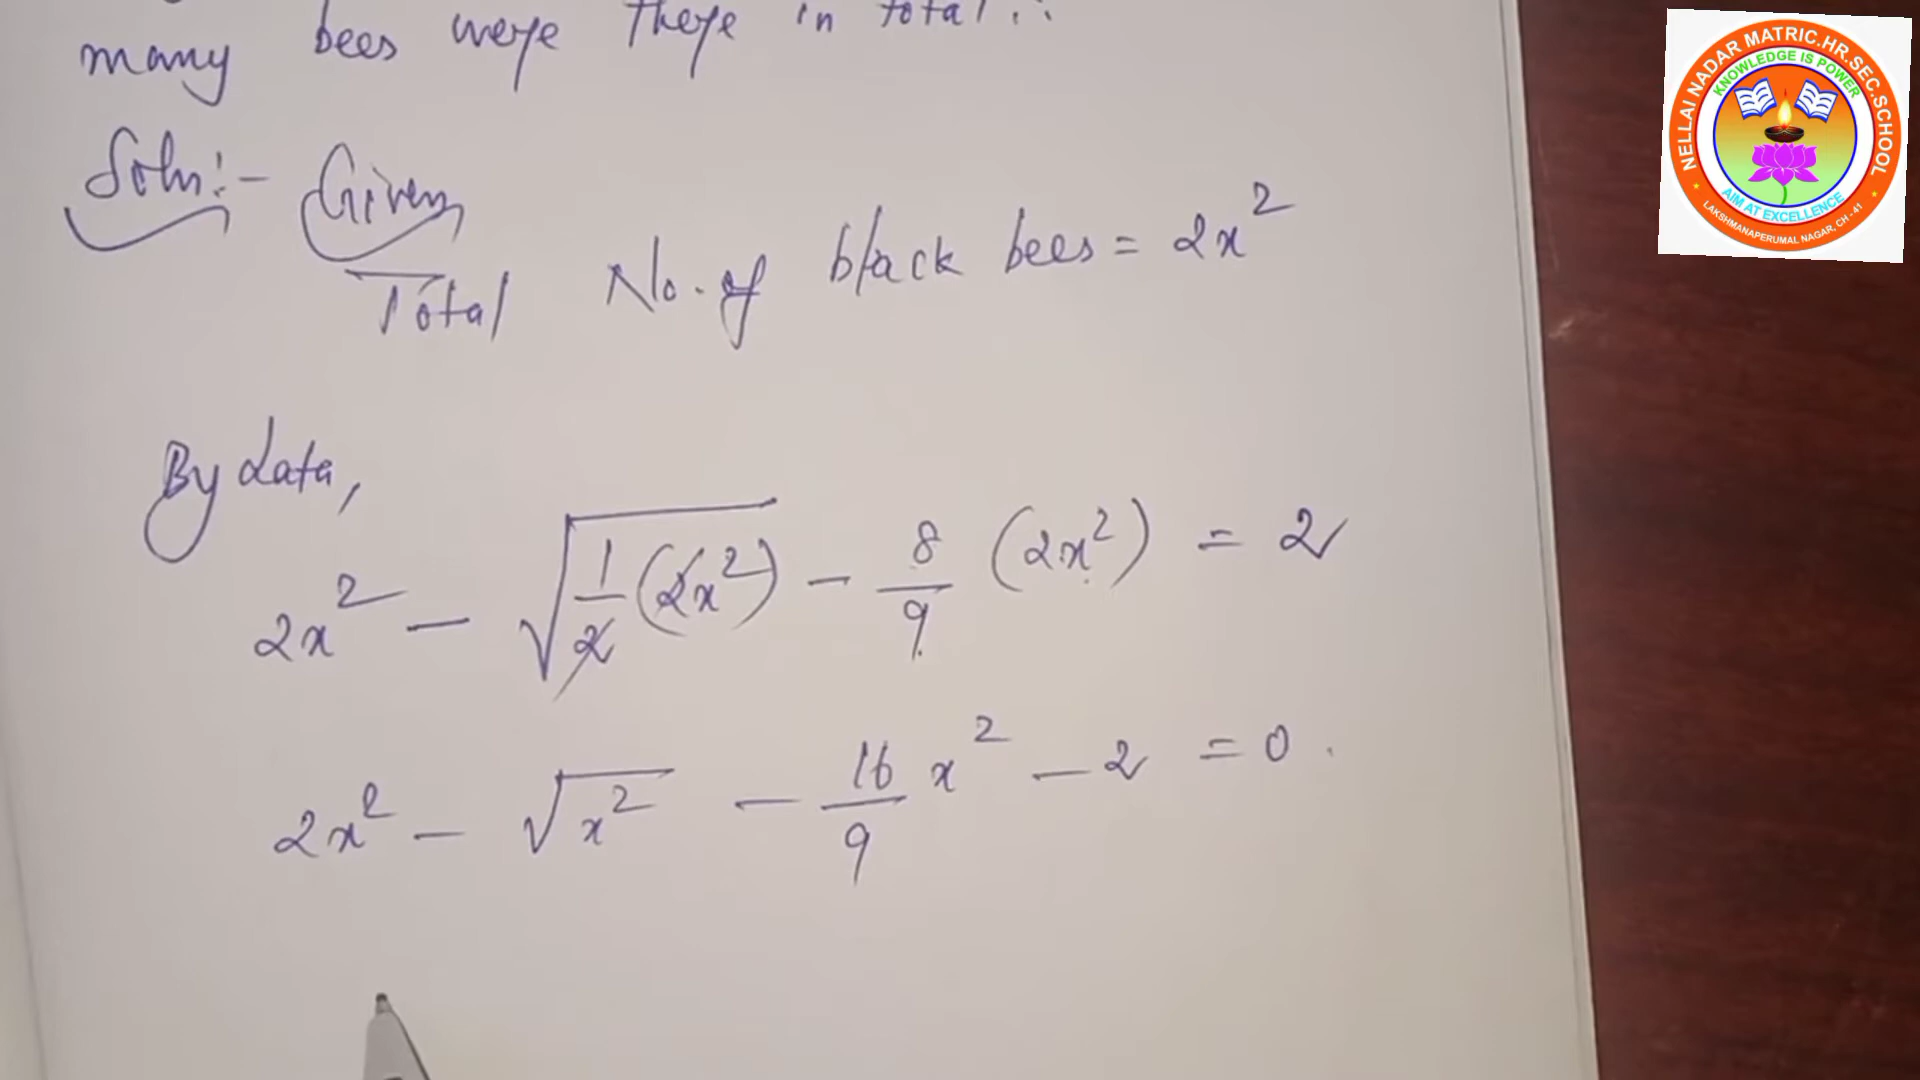 many bees were there in total.
Soln:- Given
Total No. of black bees = 2x²
By data,
2x² - √(1/2 (2x²)) - 8/9 (2x²) = 2
2x² - √x² - 16/9 x² - 2 = 0.
NELLAI NADAR MATRIC.HR.SEC.SCHOOL
KNOWLEDGE IS POWER
AIM AT EXCELLENCE
LAKSHMANAPERUMAL NAGAR, CH - 41